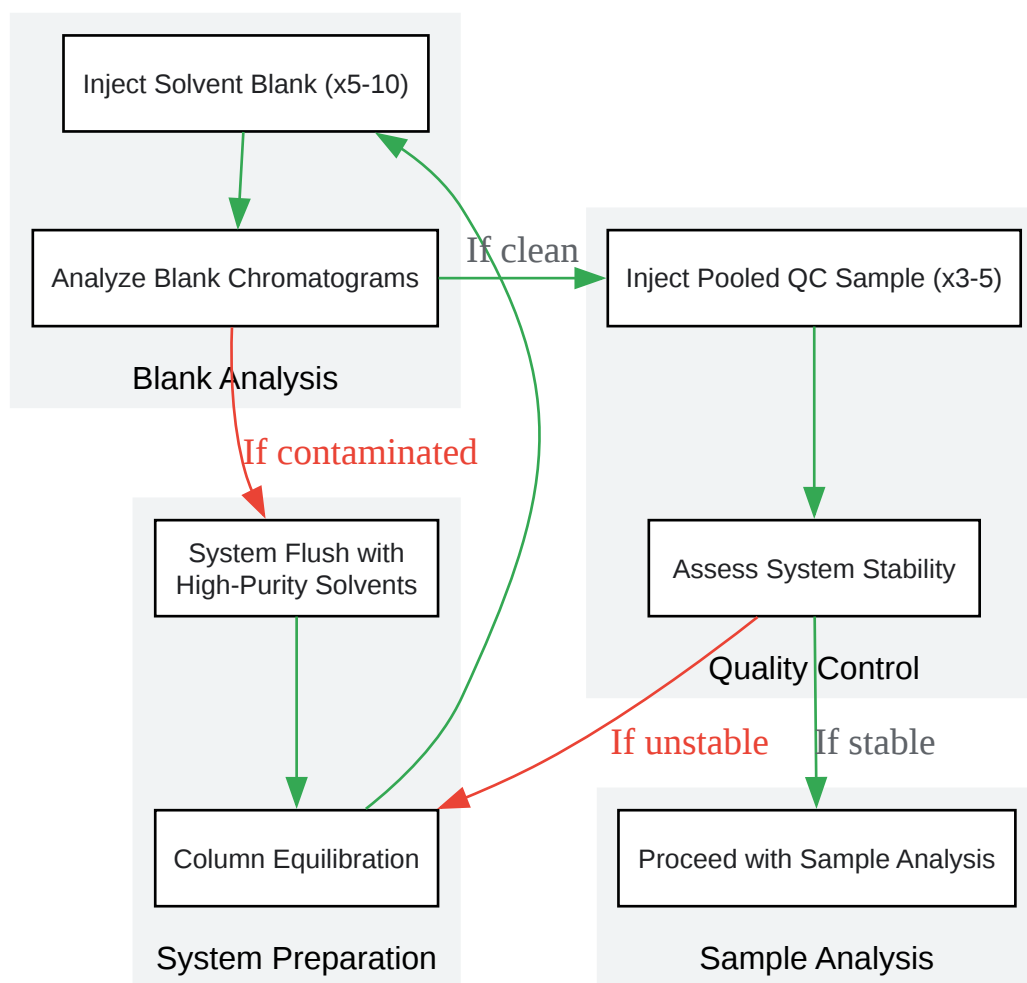 Inject Solvent Blank (x5-10)
If clean
Analyze Blank Chromatograms
Inject Pooled QC Sample (x3-5)
Blank Analysis
If contaminated
System Flush with
High-Purity Solvents
Assess System Stability
Quality Control
If unstable
If stable
Column Equilibration
Proceed with Sample Analysis
System Preparation
Sample Analysis